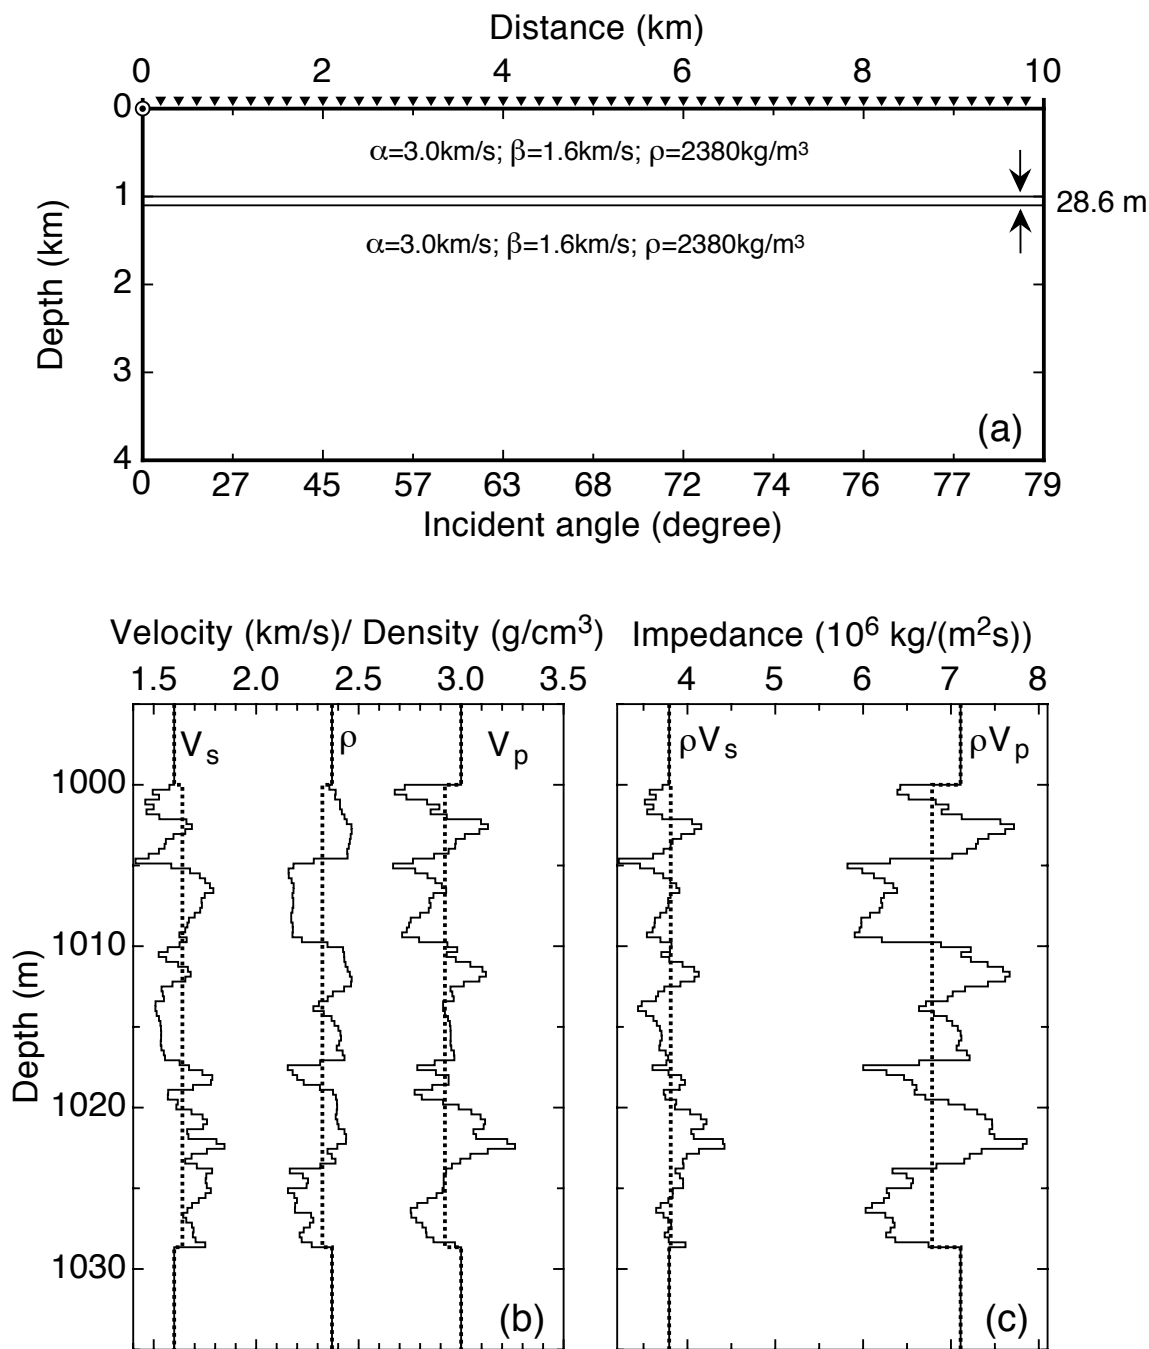 Distance (km)
0 2 4 6 8 10
0
α=3.0km/s; β=1.6km/s; ρ=2380kg/m³
1
28.6 m
α=3.0km/s; β=1.6km/s; ρ=2380kg/m³
2
3
4
Depth (km)
(a)
0 27 45 57 63 68 72 74 76 77 79
Incident angle (degree)
Velocity (km/s)/ Density (g/cm³) Impedance (10⁶ kg/(m²s))
1.5 2.0 2.5 3.0 3.5 4 5 6 7 8
Vₛ ρ Vₚ ρVₛ ρVₚ
1000
1010
1020
1030
Depth (m)
(b) (c)